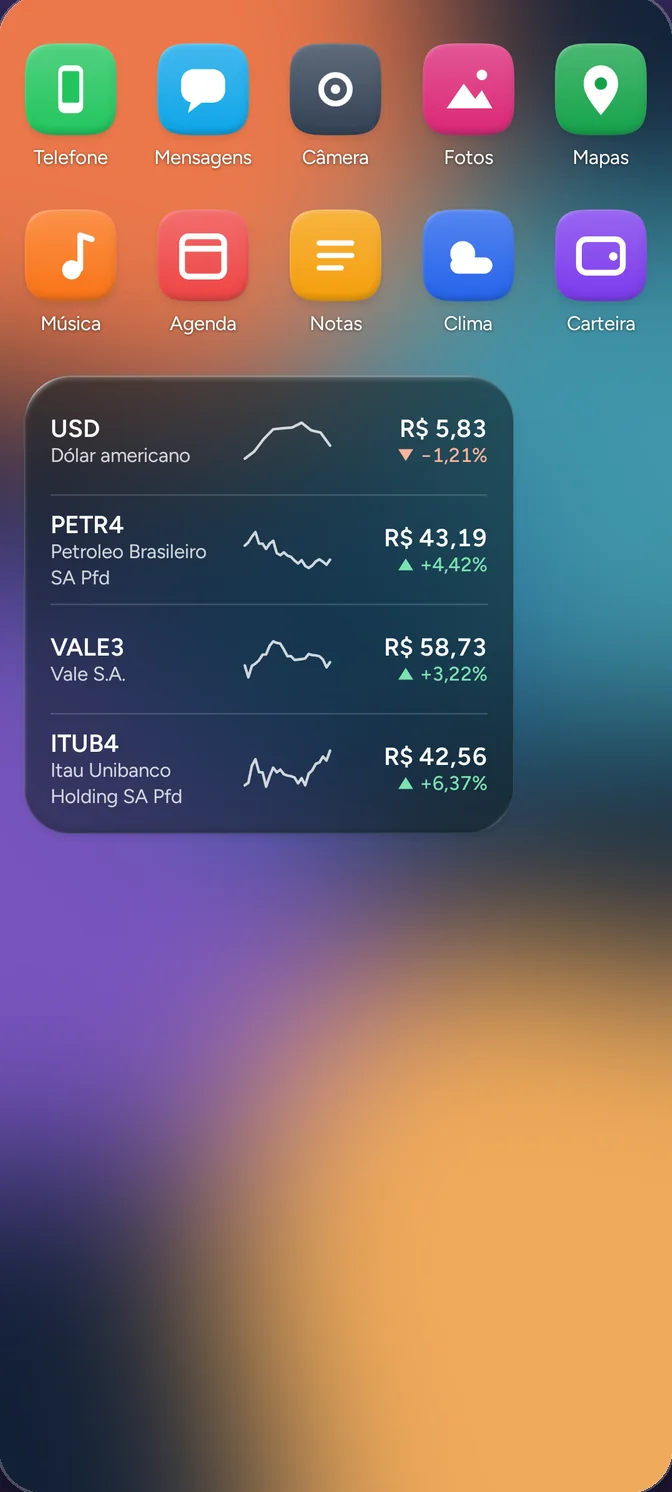 Telefone
Mensagens
Câmera
Fotos
Mapas
Música
Agenda
Notas
Clima
Carteira
USD
Dólar americano
R$ 5,83
▼ −1,21%
PETR4
Petroleo Brasileiro
SA Pfd
R$ 43,19
▲ +4,42%
VALE3
Vale S.A.
R$ 58,73
▲ +3,22%
ITUB4
Itau Unibanco
Holding SA Pfd
R$ 42,56
▲ +6,37%